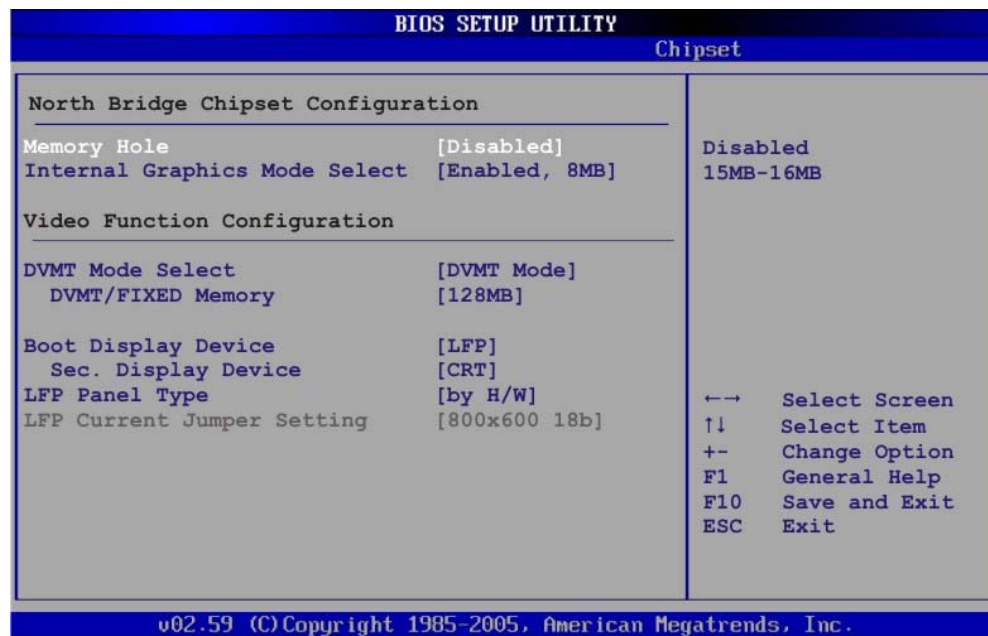 BIOS SETUP UTILITY
Chipset
North Bridge Chipset Configuration
Memory Hole [Disabled]
Internal Graphics Mode Select [Enabled, 8MB]
Video Function Configuration
DVMT Mode Select [DVMT Mode]
DVMT/FIXED Memory [128MB]
Boot Display Device [LFP]
Sec. Display Device [CRT]
LFP Panel Type [by H/W]
LFP Current Jumper Setting [800x600 18b]
Disabled
15MB-16MB
←→ Select Screen
↑↓ Select Item
+- Change Option
F1 General Help
F10 Save and Exit
ESC Exit
v02.59 (C)Copyright 1985-2005, American Megatrends, Inc.